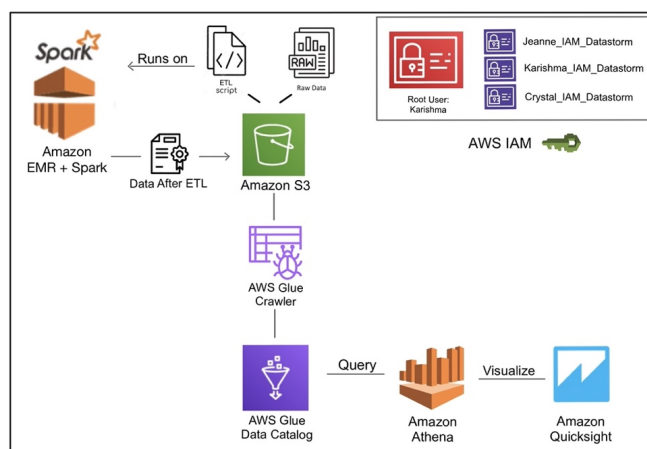 Spark
Runs on
ETL
script
RAW
Raw Data
Root User:
Karishma
Jeanne_IAM_Datastorm
Karishma_IAM_Datastorm
Crystal_IAM_Datastorm
AWS IAM
Amazon
EMR + Spark
Data After ETL
Amazon S3
AWS Glue
Crawler
AWS Glue
Data Catalog
Query
Amazon
Athena
Visualize
Amazon
Quicksight